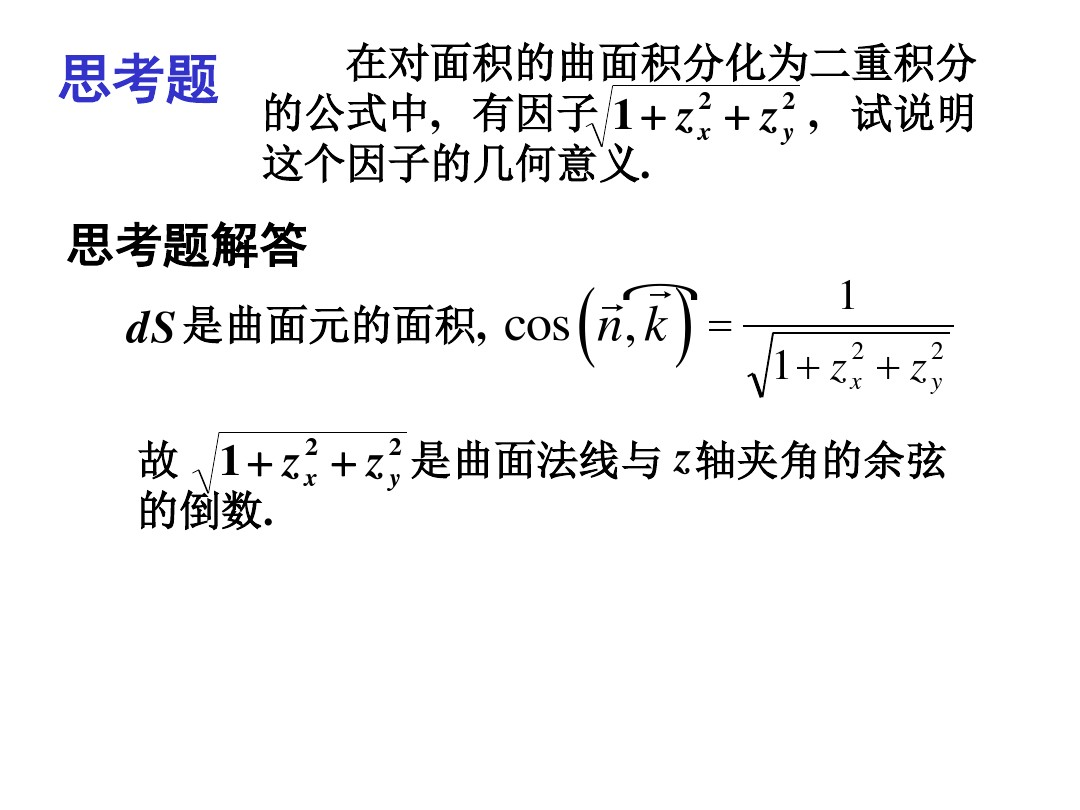 思考题
在对面积的曲面积分化为二重积分
的公式中, 有因子 √(1+z_x^2+z_y^2) , 试说明
这个因子的几何意义.
思考题解答
dS 是曲面元的面积, cos(n⃗,k⃗) = 1/√(1+z_x^2+z_y^2)
故 √(1+z_x^2+z_y^2) 是曲面法线与 z 轴夹角的余弦
的倒数.